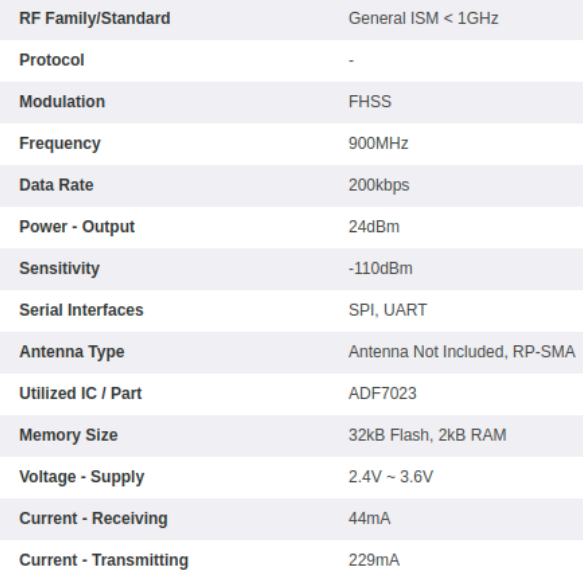 RF Family/Standard General ISM < 1GHz
Protocol -
Modulation FHSS
Frequency 900MHz
Data Rate 200kbps
Power - Output 24dBm
Sensitivity -110dBm
Serial Interfaces SPI, UART
Antenna Type Antenna Not Included, RP-SMA
Utilized IC / Part ADF7023
Memory Size 32kB Flash, 2kB RAM
Voltage - Supply 2.4V ~ 3.6V
Current - Receiving 44mA
Current - Transmitting 229mA